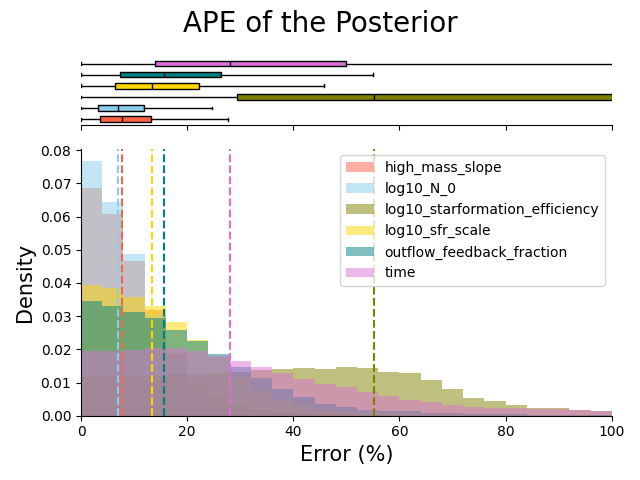 APE of the Posterior
0.08
0.07
0.06
0.05
0.04
0.03
0.02
0.01
0.00
Density
high_mass_slope
log10_N_0
log10_starformation_efficiency
log10_sfr_scale
outflow_feedback_fraction
time
0 20 40 60 80 100
Error (%)